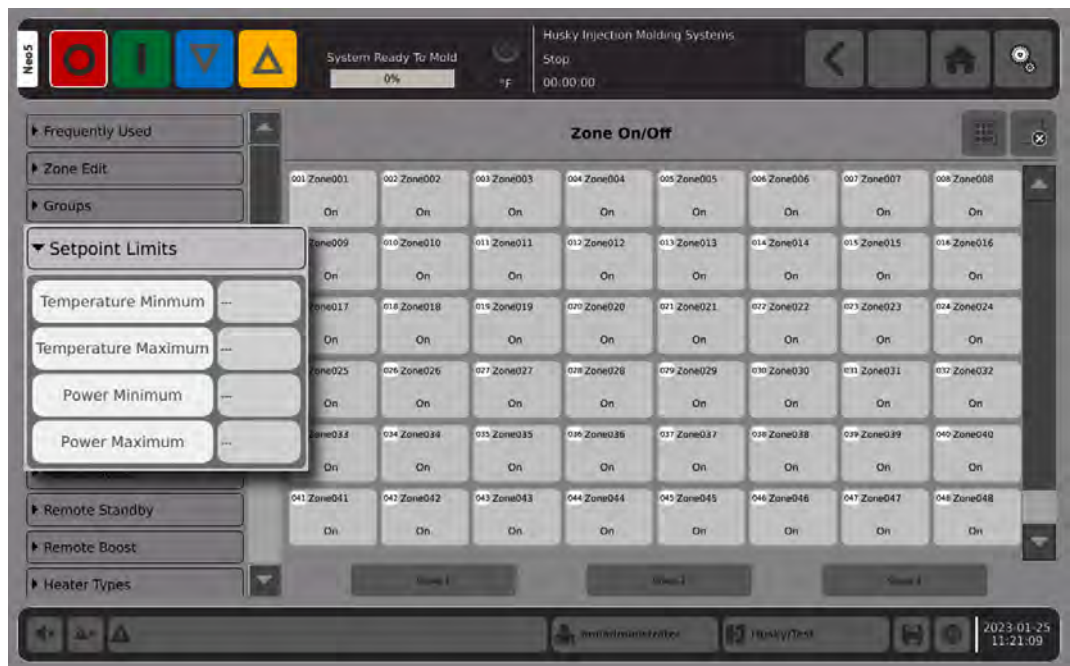 Neo5
System Ready To Mold
0%
°F
Husky Injection Molding Systems
Stop
00:00:00
Frequently Used
Zone Edit
Groups
Setpoint Limits
Temperature Minmum ---
Temperature Maximum ---
Power Minimum ---
Power Maximum ---
Remote Standby
Remote Boost
Heater Types
Zone On/Off
001 Zone001 002 Zone002 003 Zone003 004 Zone004 005 Zone005 006 Zone006 007 Zone007 008 Zone008
On On On On On On On On
Zone009 010 Zone010 011 Zone011 012 Zone012 013 Zone013 014 Zone014 015 Zone015 016 Zone016
On On On On On On On On
Zone017 018 Zone018 019 Zone019 020 Zone020 021 Zone021 022 Zone022 023 Zone023 024 Zone024
On On On On On On On On
Zone025 026 Zone026 027 Zone027 028 Zone028 029 Zone029 030 Zone030 031 Zone031 032 Zone032
On On On On On On On On
Zone033 034 Zone034 035 Zone035 036 Zone036 037 Zone037 038 Zone038 039 Zone039 040 Zone040
On On On On On On On On
041 Zone041 042 Zone042 043 Zone043 044 Zone044 045 Zone045 046 Zone046 047 Zone047 048 Zone048
On On On On On On On On
Husky/Test
2023-01-25
11:21:09